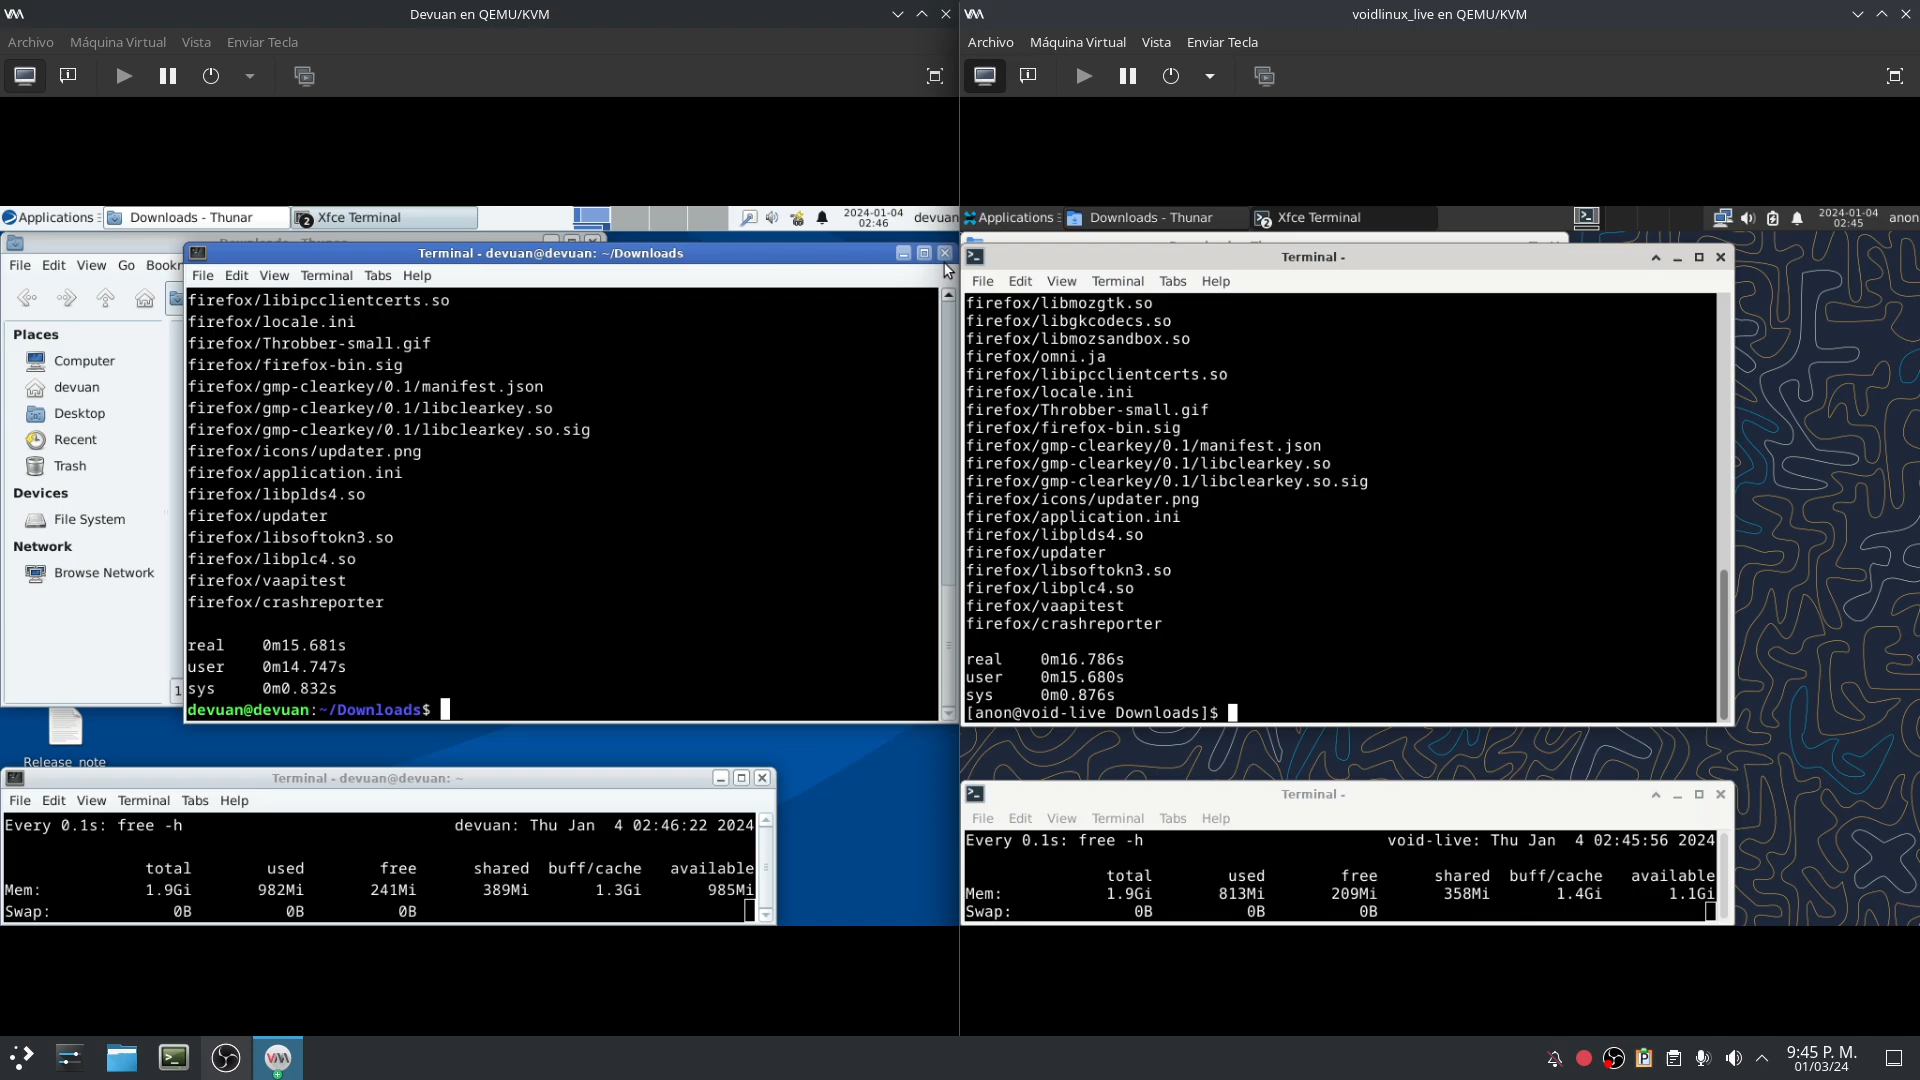 Devuan en QEMU/KVM
Archivo Máquina Virtual Vista Enviar Tecla
Applications Downloads - Thunar 2 Xfce Terminal 2024-01-04 02:46 devuan
Terminal - devuan@devuan: ~/Downloads
File Edit View Go Bookm
File Edit View Terminal Tabs Help
Places
Computer
devuan
Desktop
Recent
Trash
Devices
File System
Network
Browse Network
firefox/libipcclientcerts.so
firefox/locale.ini
firefox/Throbber-small.gif
firefox/firefox-bin.sig
firefox/gmp-clearkey/0.1/manifest.json
firefox/gmp-clearkey/0.1/libclearkey.so
firefox/gmp-clearkey/0.1/libclearkey.so.sig
firefox/icons/updater.png
firefox/application.ini
firefox/libplds4.so
firefox/updater
firefox/libsoftokn3.so
firefox/libplc4.so
firefox/vaapitest
firefox/crashreporter
real 0m15.681s
user 0m14.747s
sys 0m0.832s
devuan@devuan:~/Downloads$
1
Release note
Terminal - devuan@devuan: ~
File Edit View Terminal Tabs Help
Every 0.1s: free -h devuan: Thu Jan 4 02:46:22 2024
total used free shared buff/cache available
Mem: 1.9Gi 982Mi 241Mi 389Mi 1.3Gi 985Mi
Swap: 0B 0B 0B
voidlinux_live en QEMU/KVM
Archivo Máquina Virtual Vista Enviar Tecla
Applications Downloads - Thunar 2 Xfce Terminal 2024-01-04 02:45 anon
Terminal -
File Edit View Terminal Tabs Help
firefox/libmozgtk.so
firefox/libgkcodecs.so
firefox/libmozsandbox.so
firefox/omni.ja
firefox/libipcclientcerts.so
firefox/locale.ini
firefox/Throbber-small.gif
firefox/firefox-bin.sig
firefox/gmp-clearkey/0.1/manifest.json
firefox/gmp-clearkey/0.1/libclearkey.so
firefox/gmp-clearkey/0.1/libclearkey.so.sig
firefox/icons/updater.png
firefox/application.ini
firefox/libplds4.so
firefox/updater
firefox/libsoftokn3.so
firefox/libplc4.so
firefox/vaapitest
firefox/crashreporter
real 0m16.786s
user 0m15.680s
sys 0m0.876s
[anon@void-live Downloads]$
Terminal -
File Edit View Terminal Tabs Help
Every 0.1s: free -h void-live: Thu Jan 4 02:45:56 2024
total used free shared buff/cache available
Mem: 1.9Gi 813Mi 209Mi 358Mi 1.4Gi 1.1Gi
Swap: 0B 0B 0B
9:45 P. M.
01/03/24